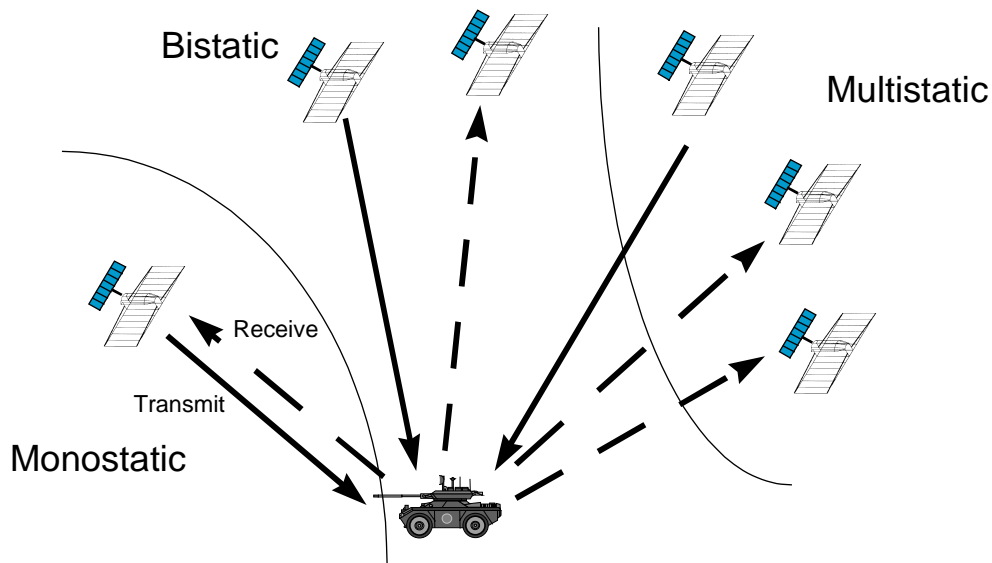 Bistatic
Multistatic
Receive
Transmit
Monostatic